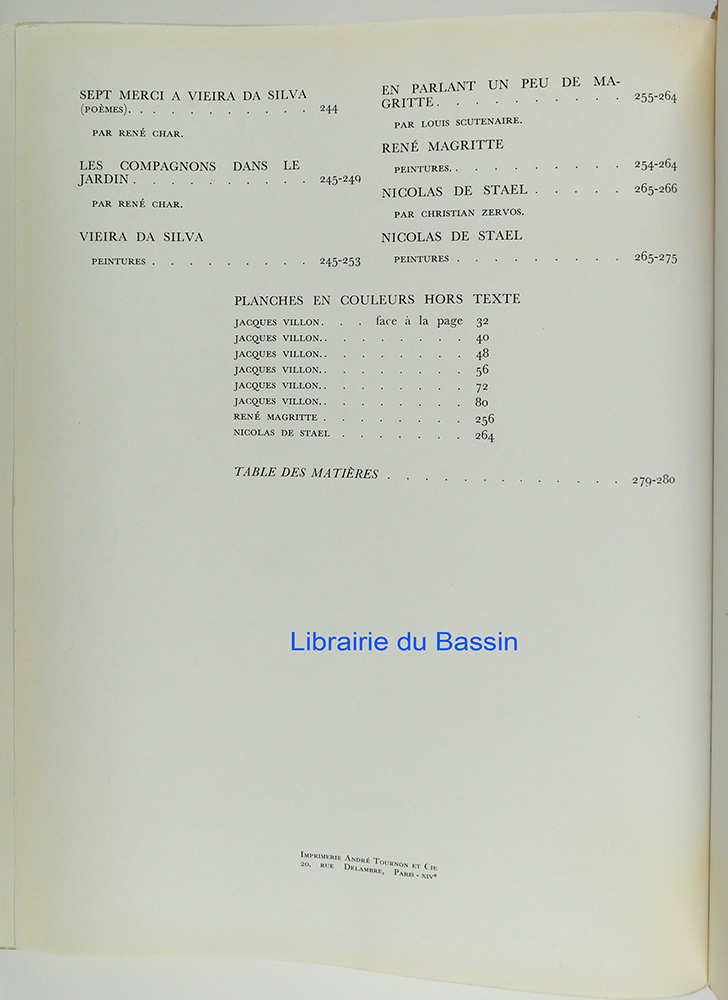 SEPT MERCI A VIEIRA DA SILVA
(POÈMES). . . . . . . . . . 244
PAR RENÉ CHAR.
LES COMPAGNONS DANS LE
JARDIN . . . . . . . . . . 245-249
PAR RENÉ CHAR.
VIEIRA DA SILVA
PEINTURES . . . . . . . . . 245-253
EN PARLANT UN PEU DE MA-
GRITTE. . . . . . . . . . 255-264
PAR LOUIS SCUTENAIRE.
RENÉ MAGRITTE
PEINTURES. . . . . . . . . . 254-264
NICOLAS DE STAEL . . . . . 265-266
PAR CHRISTIAN ZERVOS.
NICOLAS DE STAEL
PEINTURES . . . . . . . . . 265-275
PLANCHES EN COULEURS HORS TEXTE
JACQUES VILLON. . . face à la page 32
JACQUES VILLON. . . . . . . . . 40
JACQUES VILLON. . . . . . . . . 48
JACQUES VILLON. . . . . . . . . 56
JACQUES VILLON. . . . . . . . . 72
JACQUES VILLON. . . . . . . . . 80
RENÉ MAGRITTE . . . . . . . . 256
NICOLAS DE STAEL . . . . . . . 264
TABLE DES MATIÈRES . . . . . . . . . . . . . 279-280
Librairie du Bassin
IMPRIMERIE ANDRÉ TOURNON ET CIE
20, RUE DELAMBRE, PARIS - XIVe